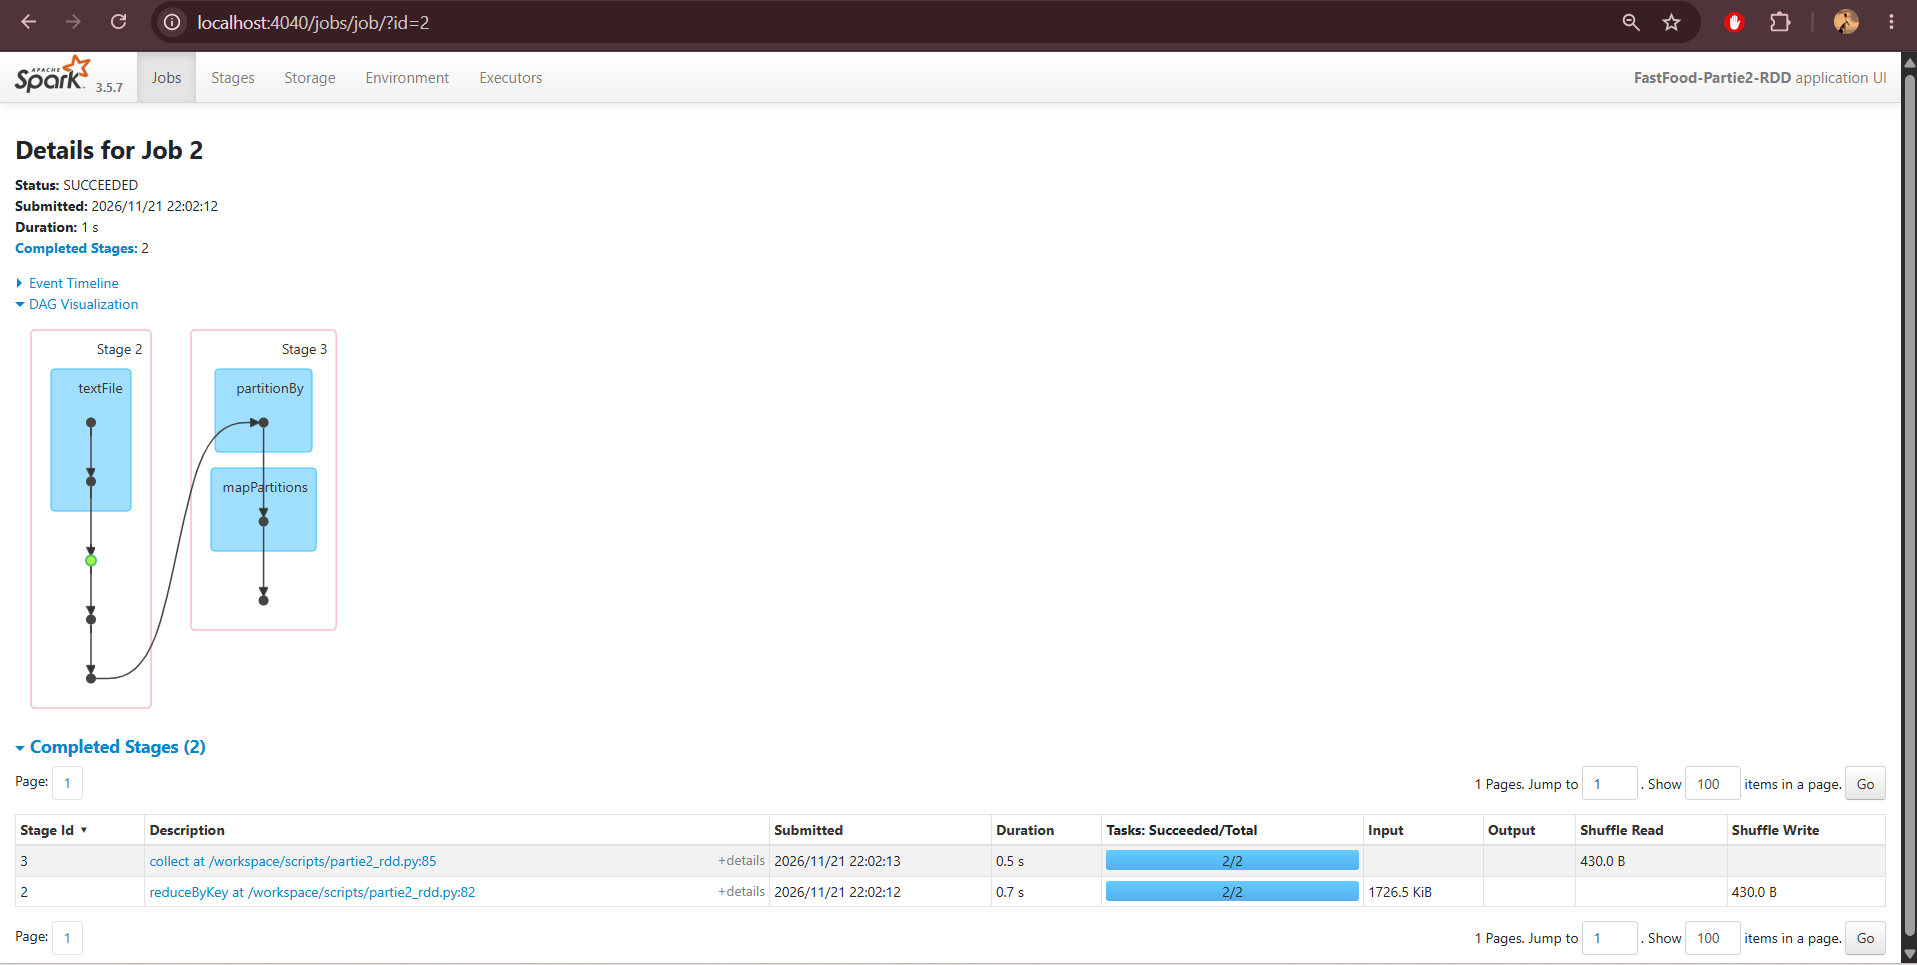 localhost:4040/jobs/job/?id=2
APACHE
Spark 3.5.7 Jobs Stages Storage Environment Executors FastFood-Partie2-RDD application UI
Details for Job 2
Status: SUCCEEDED
Submitted: 2026/11/21 22:02:12
Duration: 1 s
Completed Stages: 2
Event Timeline
DAG Visualization
Stage 2 Stage 3
textFile partitionBy
mapPartitions
Completed Stages (2)
Page: 1 1 Pages. Jump to 1 . Show 100 items in a page. Go
Stage Id ▾ Description Submitted Duration Tasks: Succeeded/Total Input Output Shuffle Read Shuffle Write
3 collect at /workspace/scripts/partie2_rdd.py:85 +details 2026/11/21 22:02:13 0.5 s 2/2 430.0 B
2 reduceByKey at /workspace/scripts/partie2_rdd.py:82 +details 2026/11/21 22:02:12 0.7 s 2/2 1726.5 KiB 430.0 B
Page: 1 1 Pages. Jump to 1 . Show 100 items in a page. Go